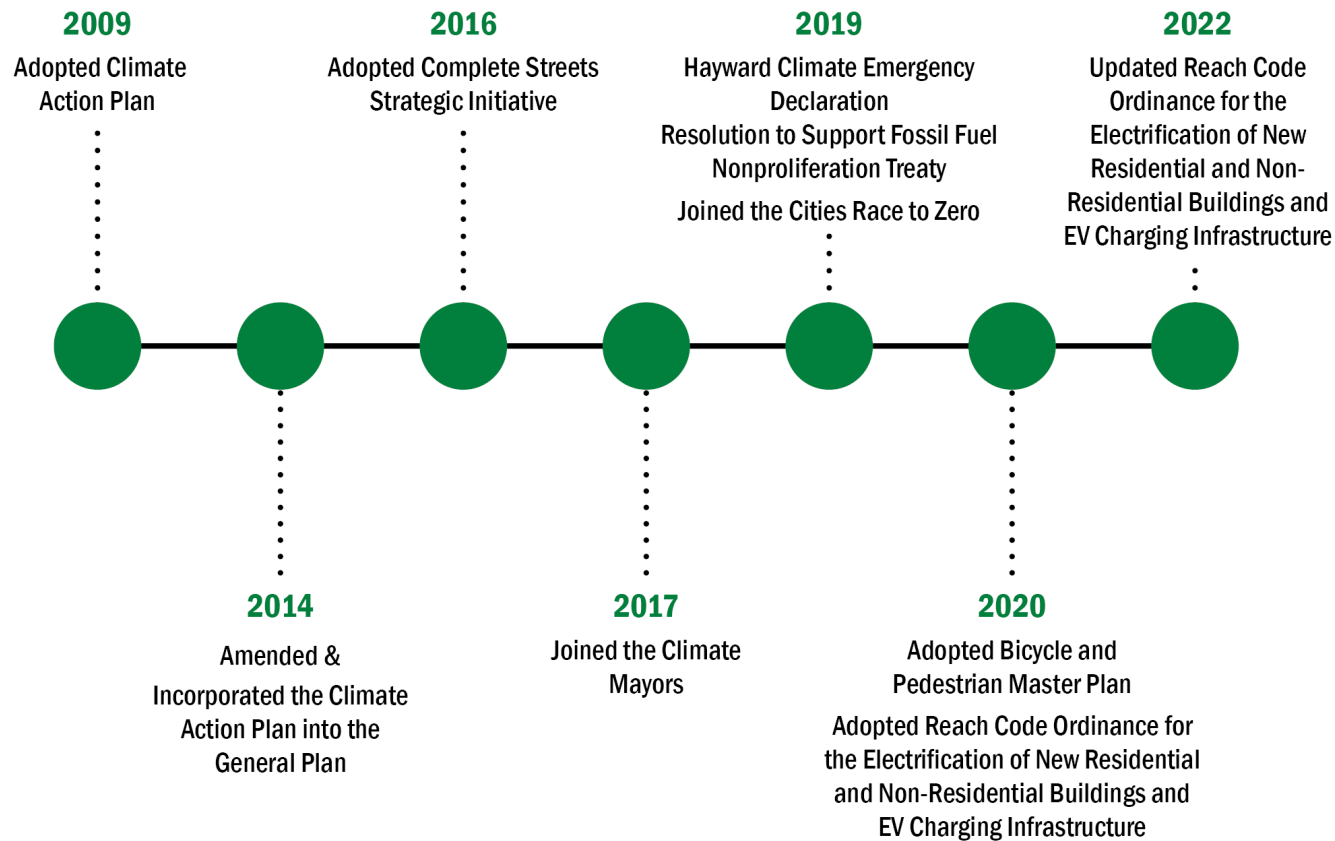 2009
Adopted Climate
Action Plan
2016
Adopted Complete Streets
Strategic Initiative
2019
Hayward Climate Emergency
Declaration
Resolution to Support Fossil Fuel
Nonproliferation Treaty
Joined the Cities Race to Zero
2022
Updated Reach Code
Ordinance for the
Electrification of New
Residential and Non-
Residential Buildings and
EV Charging Infrastructure
2014
Amended &
Incorporated the Climate
Action Plan into the
General Plan
2017
Joined the Climate
Mayors
2020
Adopted Bicycle and
Pedestrian Master Plan
Adopted Reach Code Ordinance for
the Electrification of New Residential
and Non-Residential Buildings and
EV Charging Infrastructure